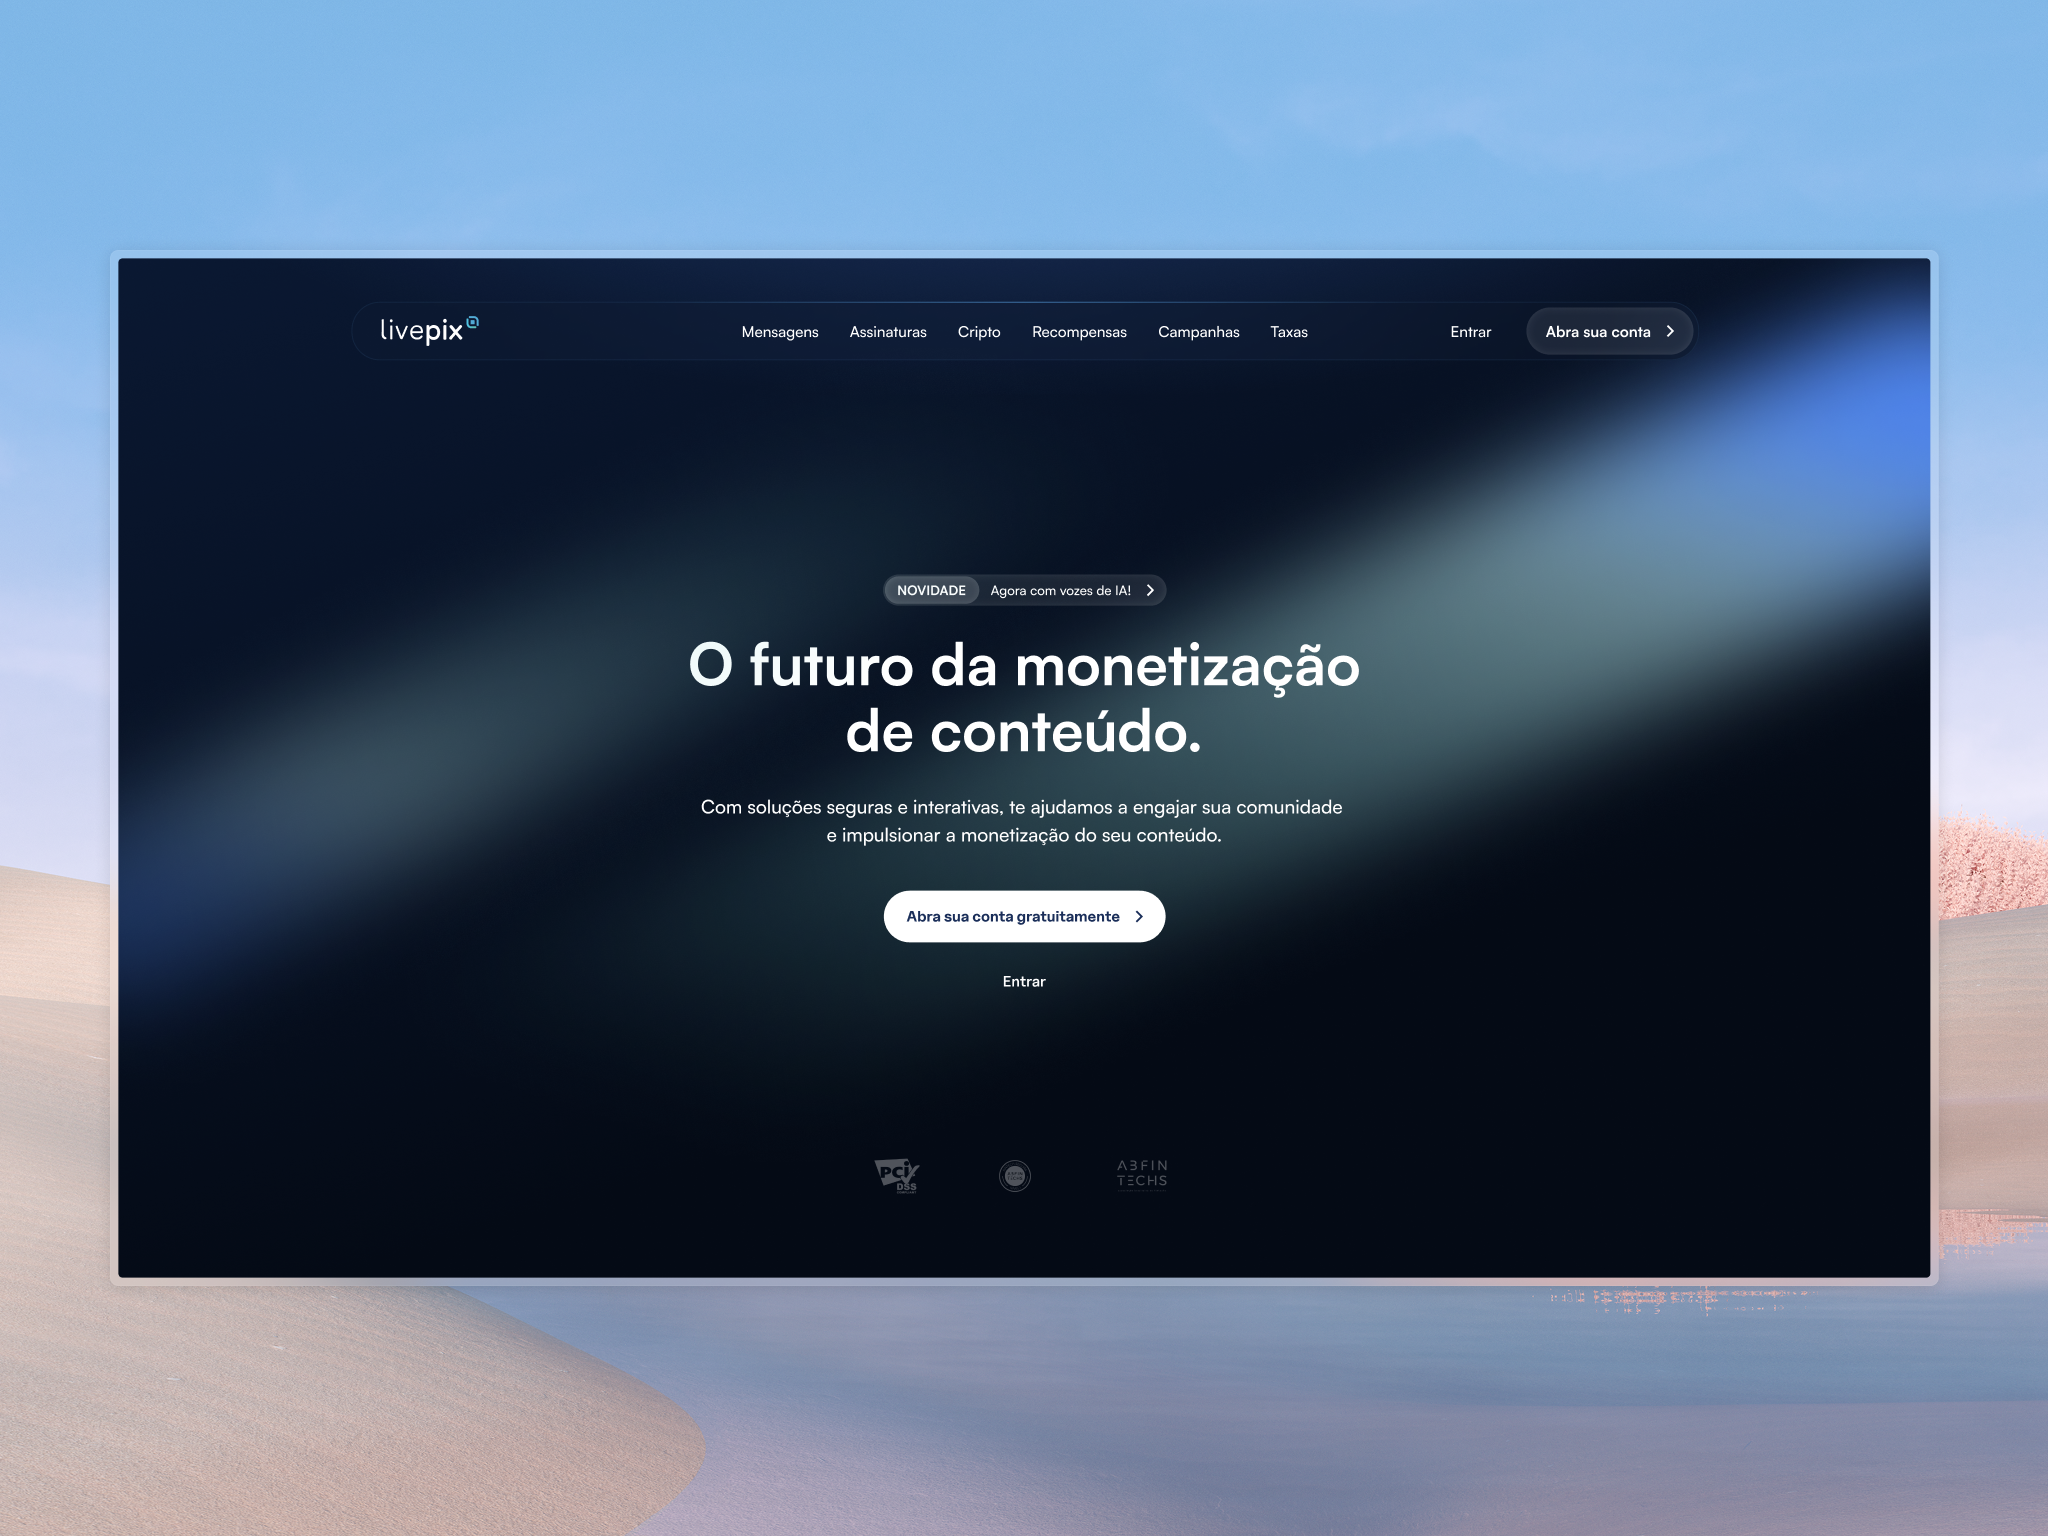 livepix
Mensagens Assinaturas Cripto Recompensas Campanhas Taxas
Entrar
Abra sua conta
NOVIDADE Agora com vozes de IA!
O futuro da monetização
de conteúdo.
Com soluções seguras e interativas, te ajudamos a engajar sua comunidade
e impulsionar a monetização do seu conteúdo.
Abra sua conta gratuitamente
Entrar
PCi
DSS
ABFIN
TECHS